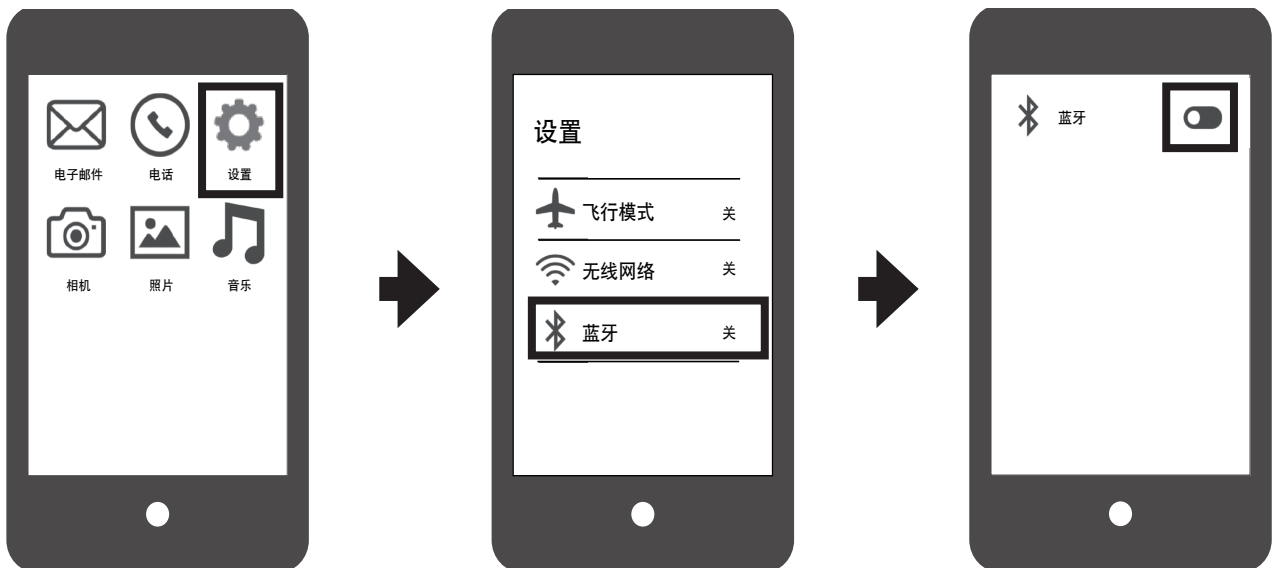 电子邮件 电话 设置
相机 照片 音乐
设置
飞行模式 关
无线网络 关
蓝牙 关
蓝牙